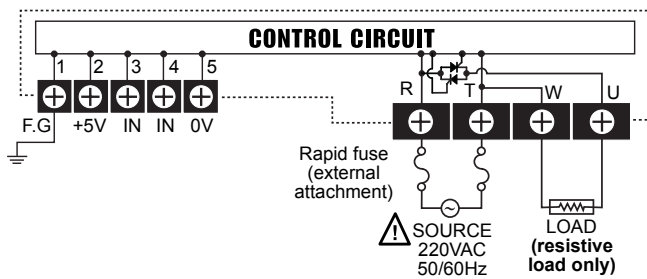 CONTROL CIRCUIT
1 2 3 4 5
R T W U
F.G +5V IN IN 0V
Rapid fuse
(external
attachment)
SOURCE
220VAC
50/60Hz
LOAD
(resistive
load only)